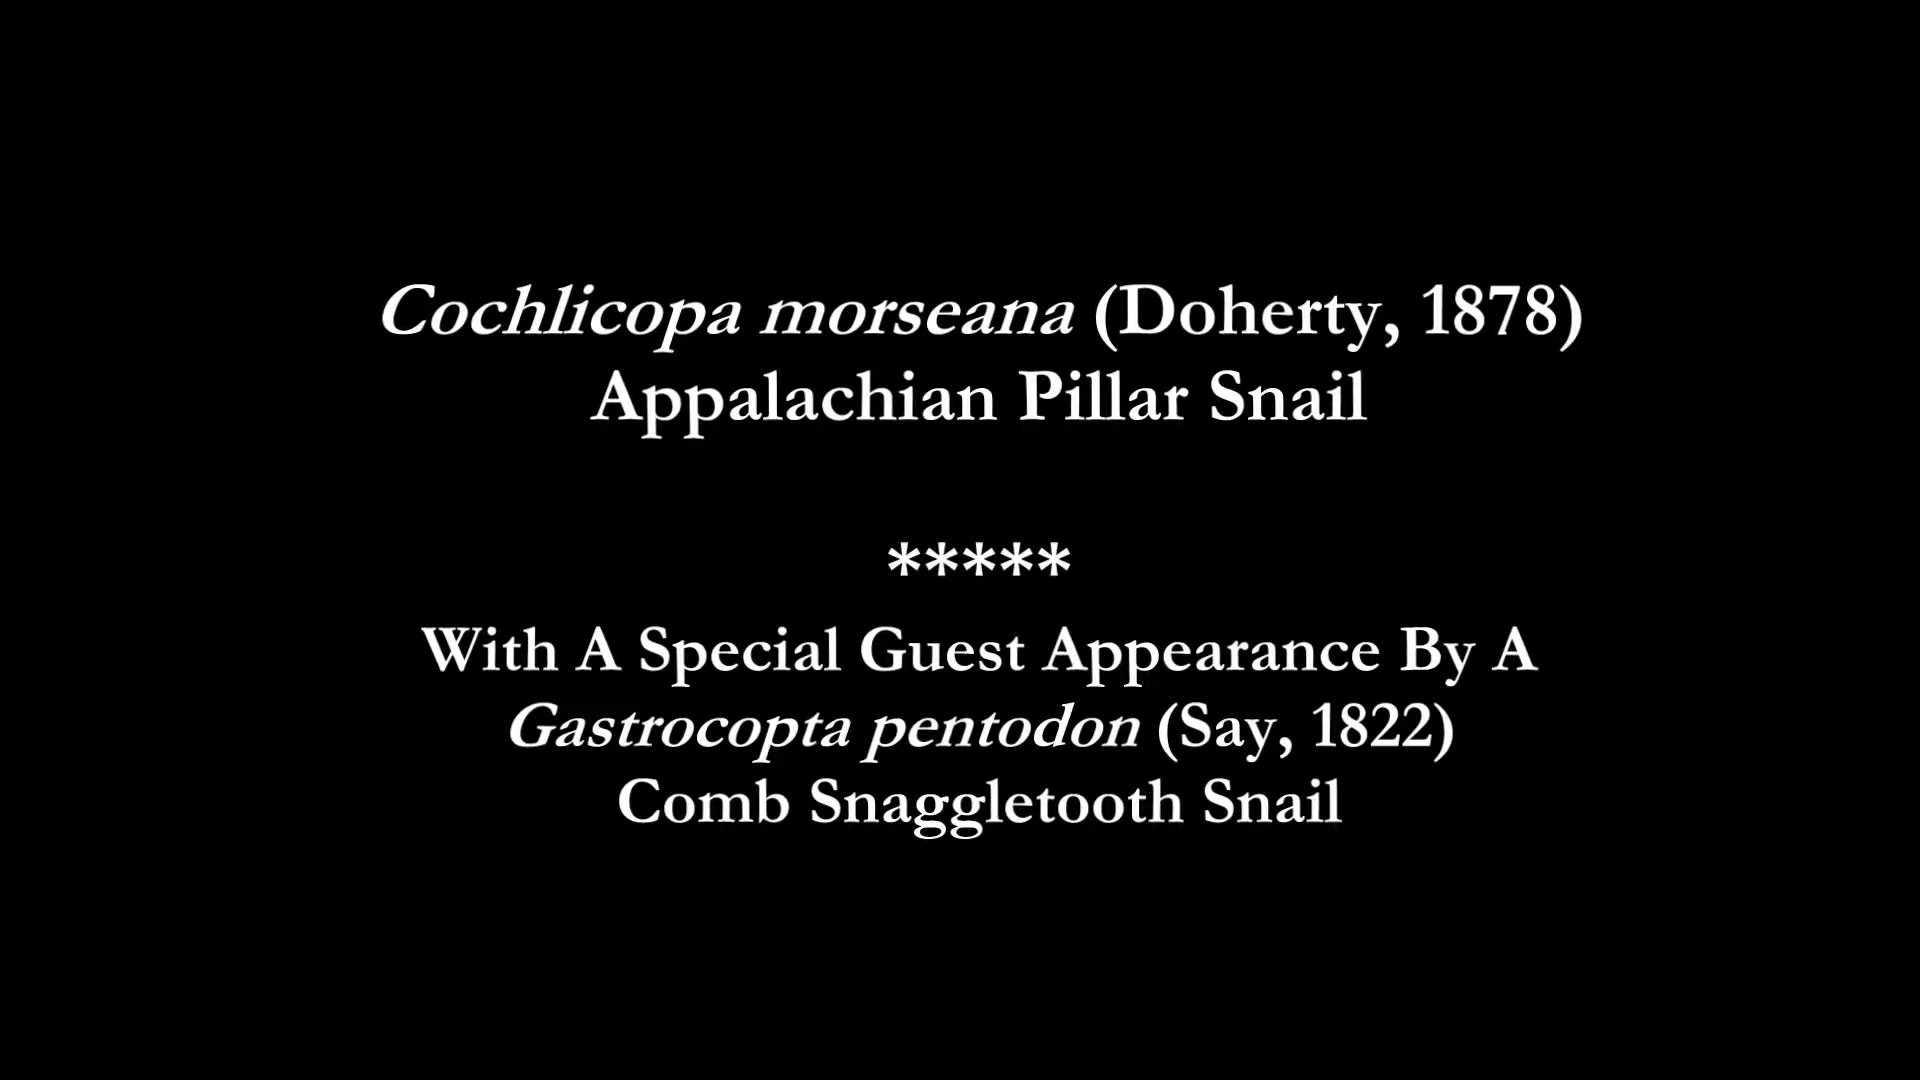 Cochlicopa morseana (Doherty, 1878)
Appalachian Pillar Snail
*****
With A Special Guest Appearance By A
Gastrocopta pentodon (Say, 1822)
Comb Snaggletooth Snail